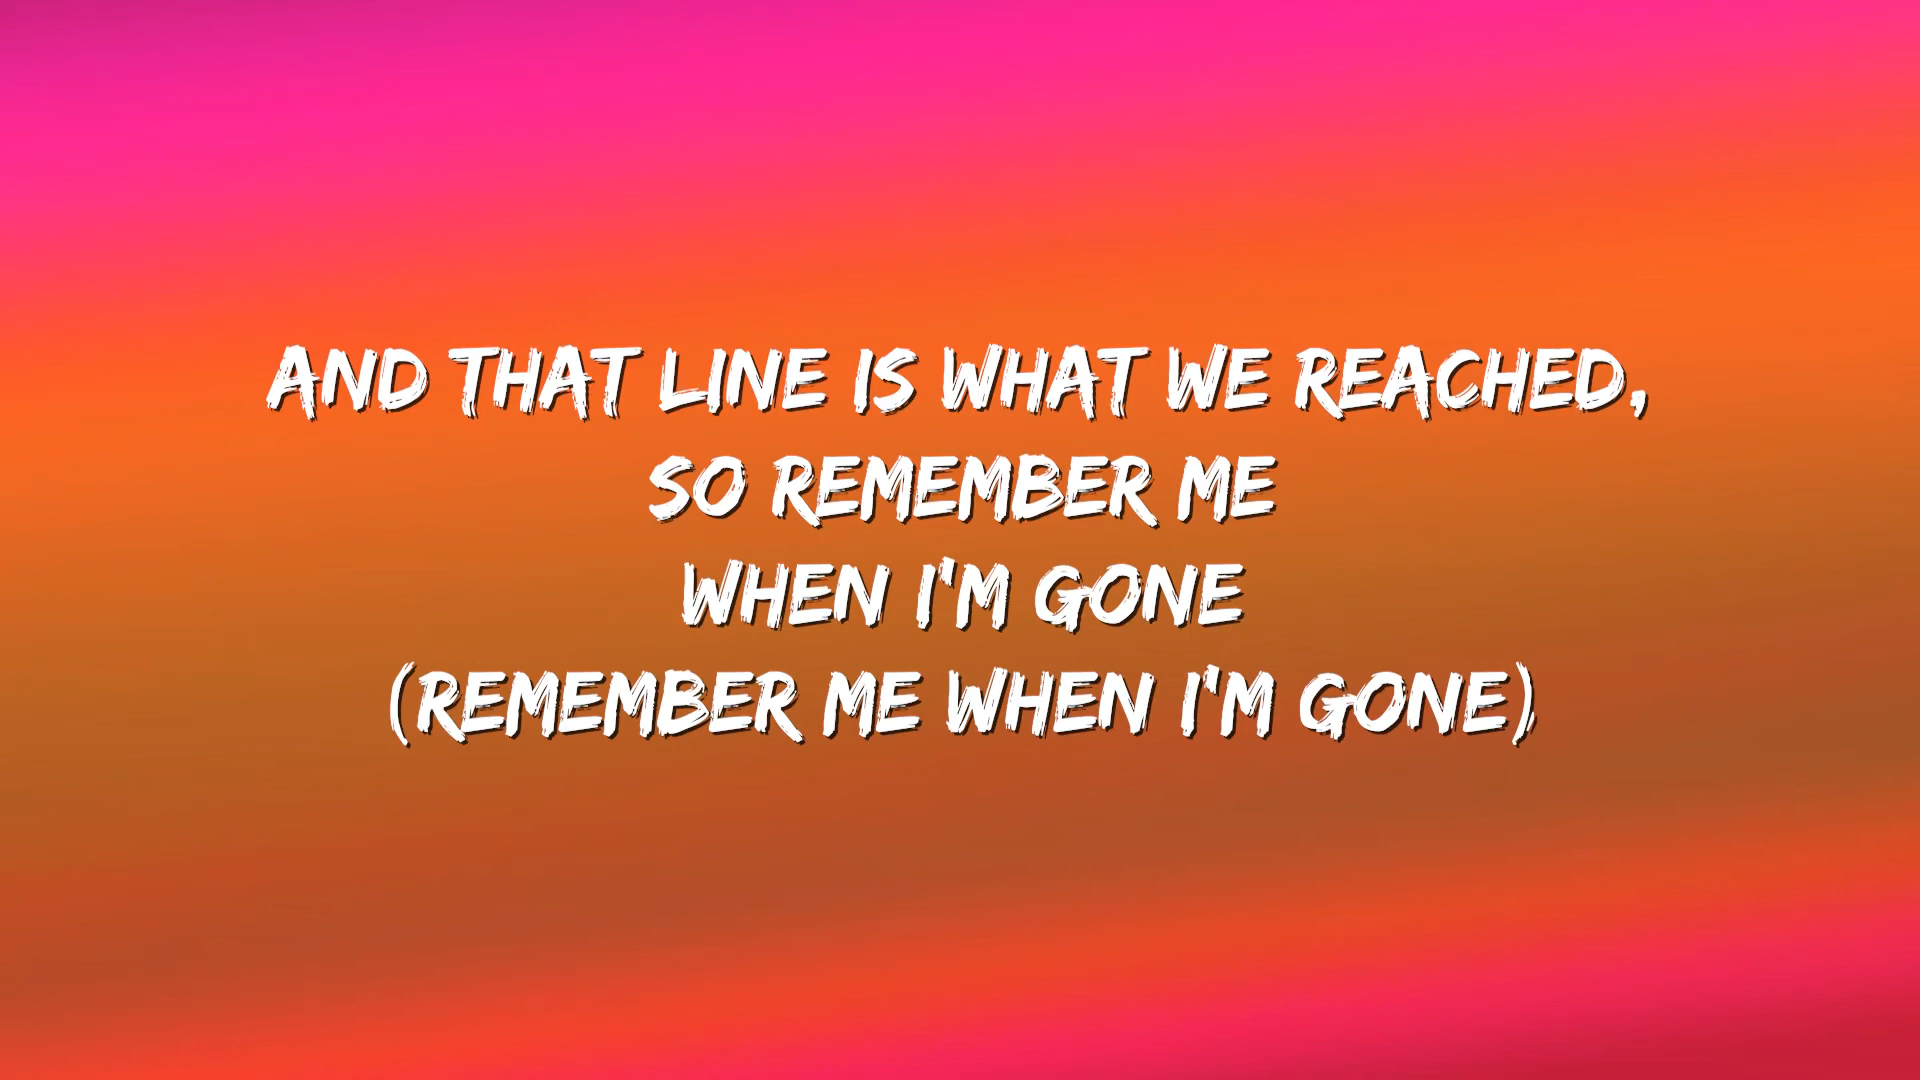 AND THAT LINE IS WHAT WE REACHED,
SO REMEMBER ME
WHEN I'M GONE
(REMEMBER ME WHEN I'M GONE)